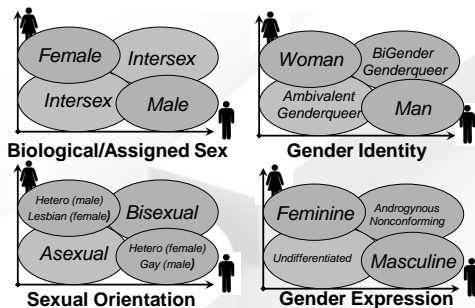 Female
Intersex
Intersex
Male
Biological/Assigned Sex
Woman
BiGender
Genderqueer
Ambivalent
Genderqueer
Man
Gender Identity
Hetero (male)
Lesbian (female)
Bisexual
Asexual
Hetero (female)
Gay (male)
Sexual Orientation
Feminine
Androgynous
Nonconforming
Undifferentiated
Masculine
Gender Expression